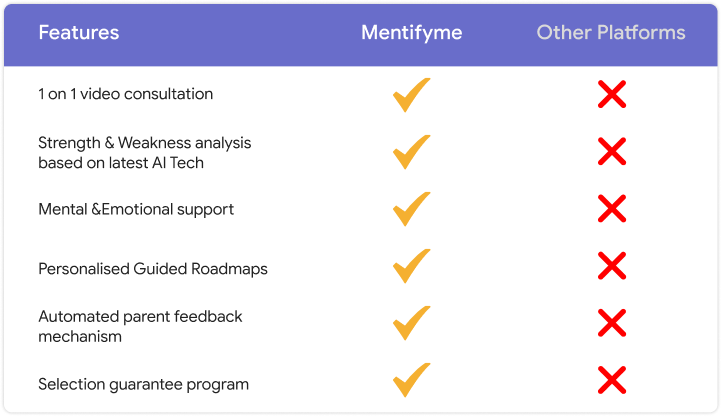 Features Mentifyme Other Platforms
1 on 1 video consultation
Strength & Weakness analysis
based on latest AI Tech
Mental &Emotional support
Personalised Guided Roadmaps
Automated parent feedback
mechanism
Selection guarantee program